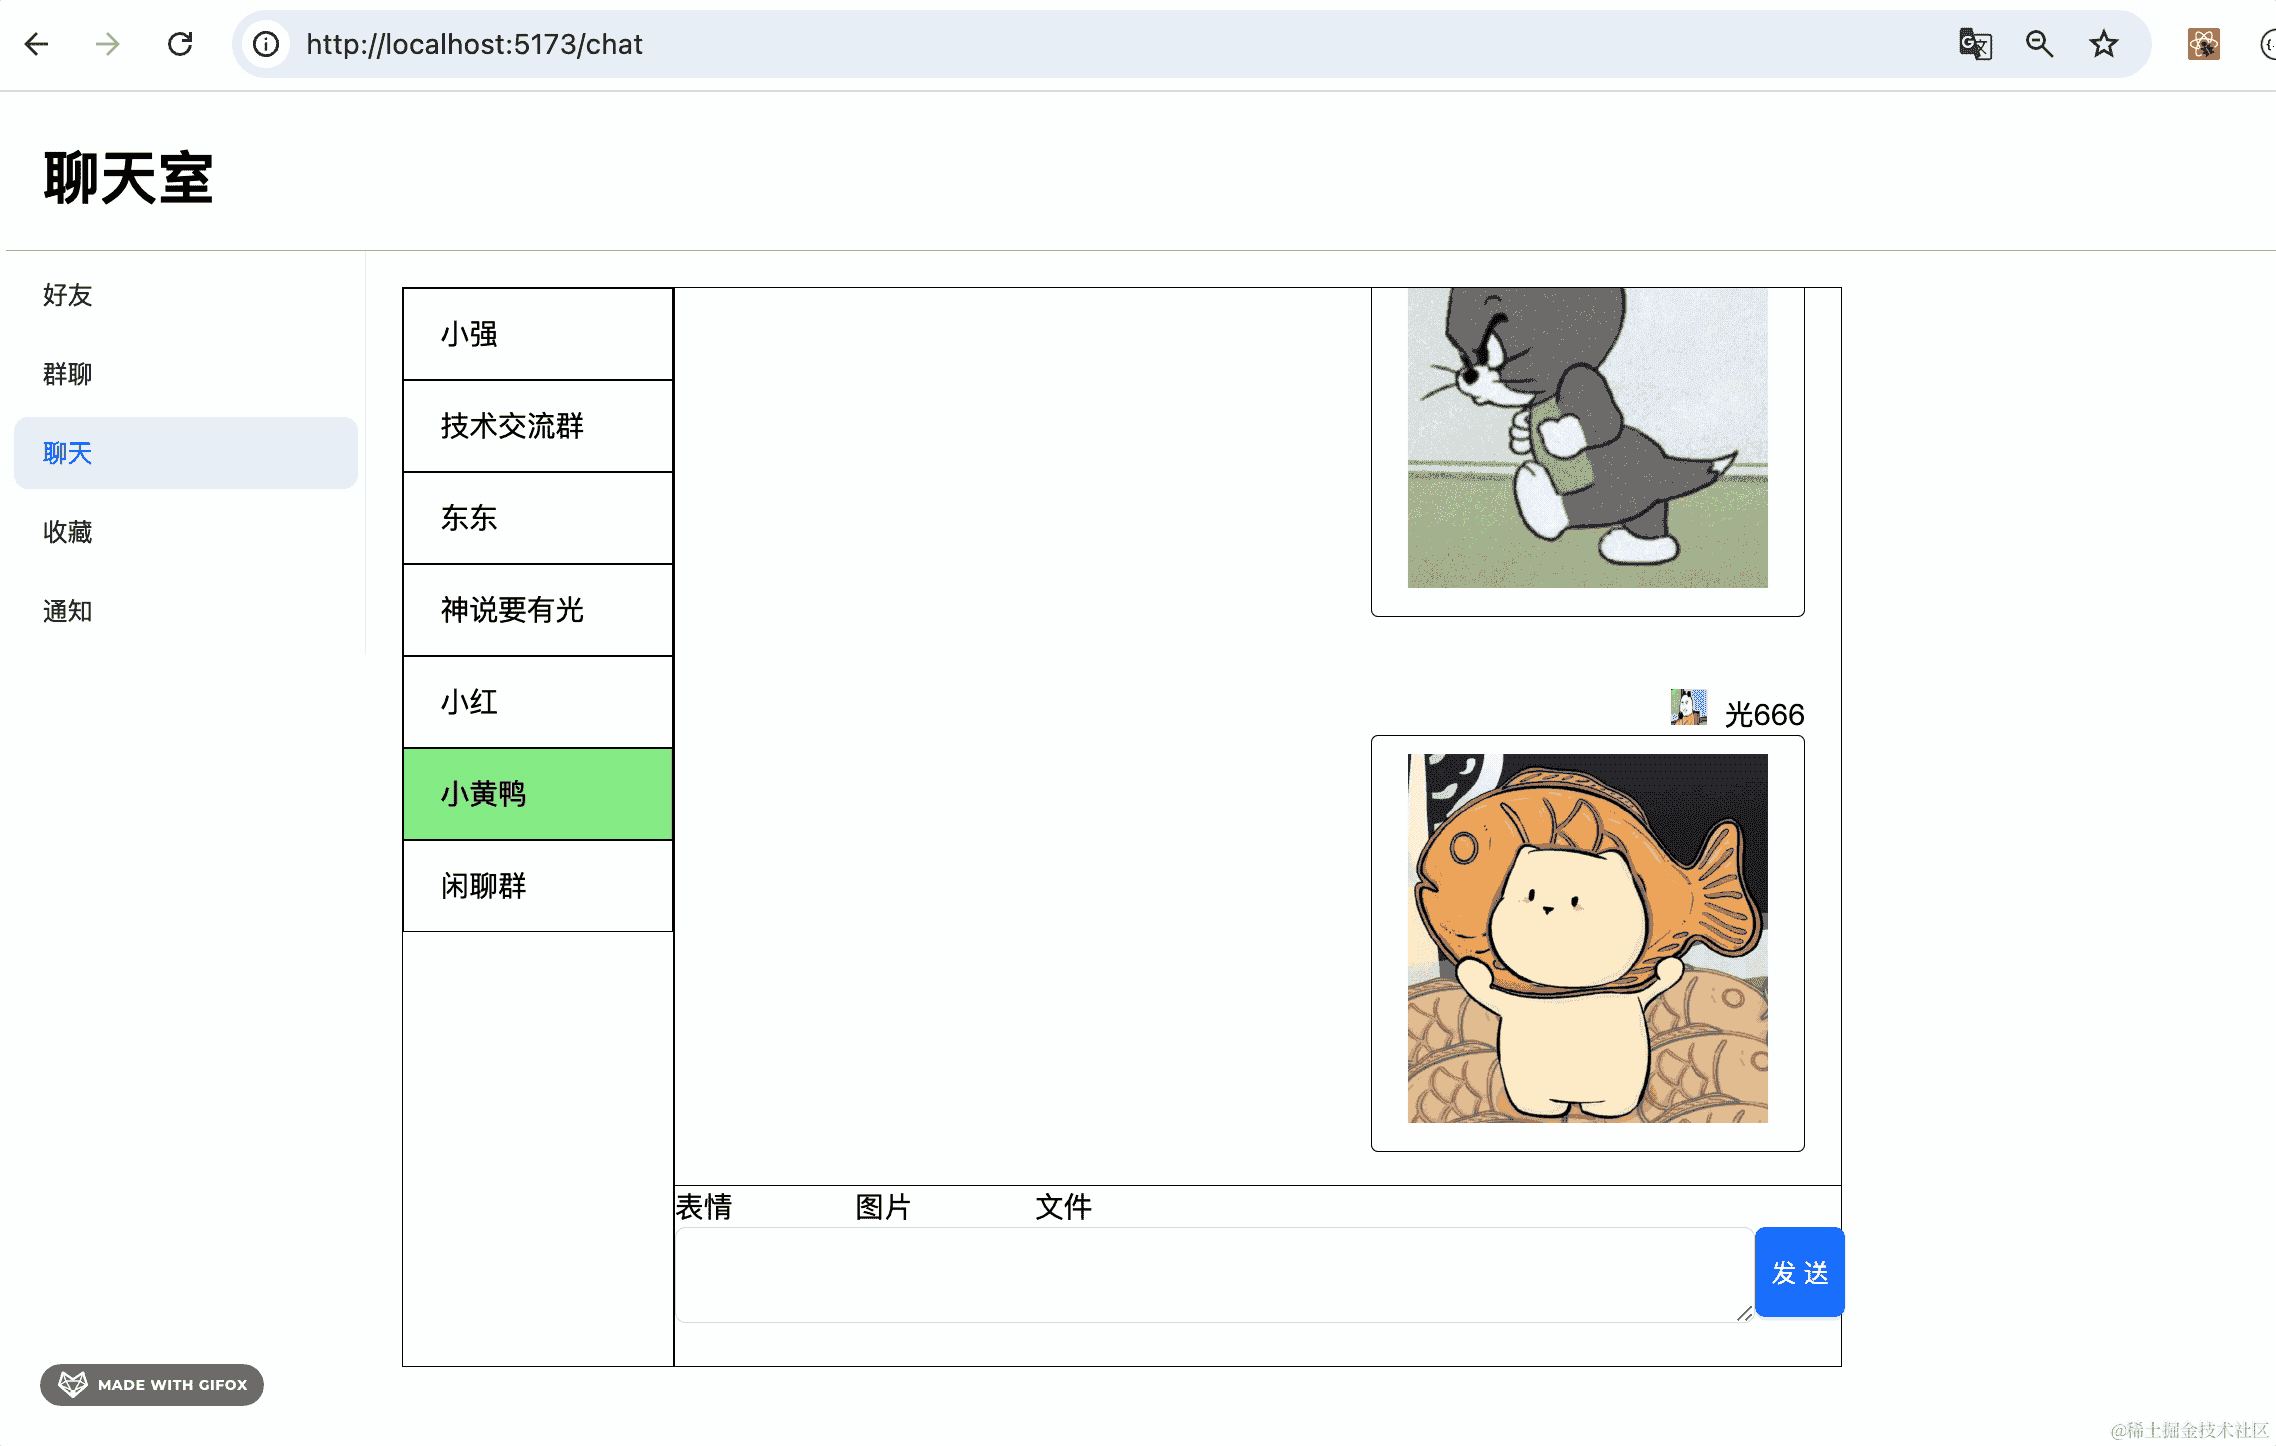 http://localhost:5173/chat
聊天室
好友
群聊
聊天
收藏
通知
小强
技术交流群
东东
神说要有光
小红
小黄鸭
闲聊群
光666
表情
图片
文件
发 送
MADE WITH GIFOX
@稀土掘金技术社区